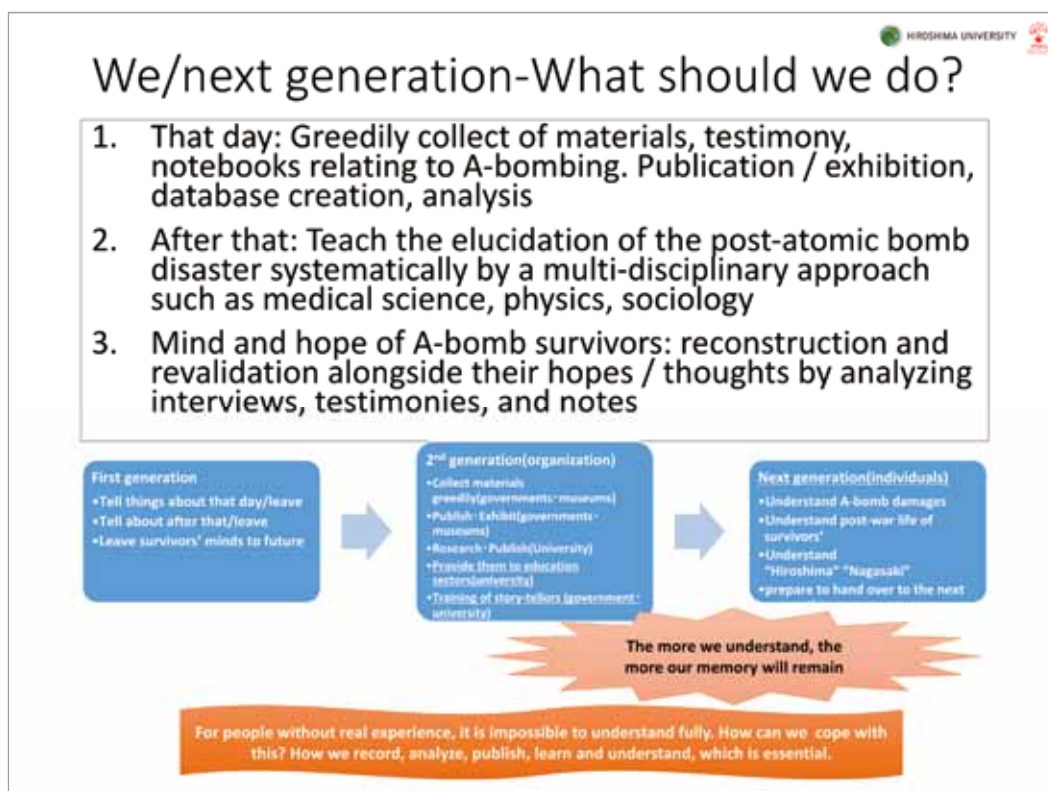 HIROSHIMA UNIVERSITY
We/next generation-What should we do?
1. That day: Greedily collect of materials, testimony,
notebooks relating to A-bombing. Publication / exhibition,
database creation, analysis
2. After that: Teach the elucidation of the post-atomic bomb
disaster systematically by a multi-disciplinary approach
such as medical science, physics, sociology
3. Mind and hope of A-bomb survivors: reconstruction and
revalidation alongside their hopes / thoughts by analyzing
interviews, testimonies, and notes
First generation
•Tell things about that day/leave
•Tell about after that/leave
•Leave survivors' minds to future
2nd generation(organization)
•Collect materials
greedily(governments・museums)
•Publish・Exhibit(governments・
museums)
•Research・Publish(University)
•Provide them to education
sectors(university)
•Training of story-tellors (government・
university)
Next generation(individuals)
•Understand A-bomb damages
•Understand post-war life of
survivors'
•Understand
"Hiroshima" "Nagasaki"
•prepare to hand over to the next
The more we understand, the
more our memory will remain
For people without real experience, it is impossible to understand fully. How can we cope with
this? How we record, analyze, publish, learn and understand, which is essential.